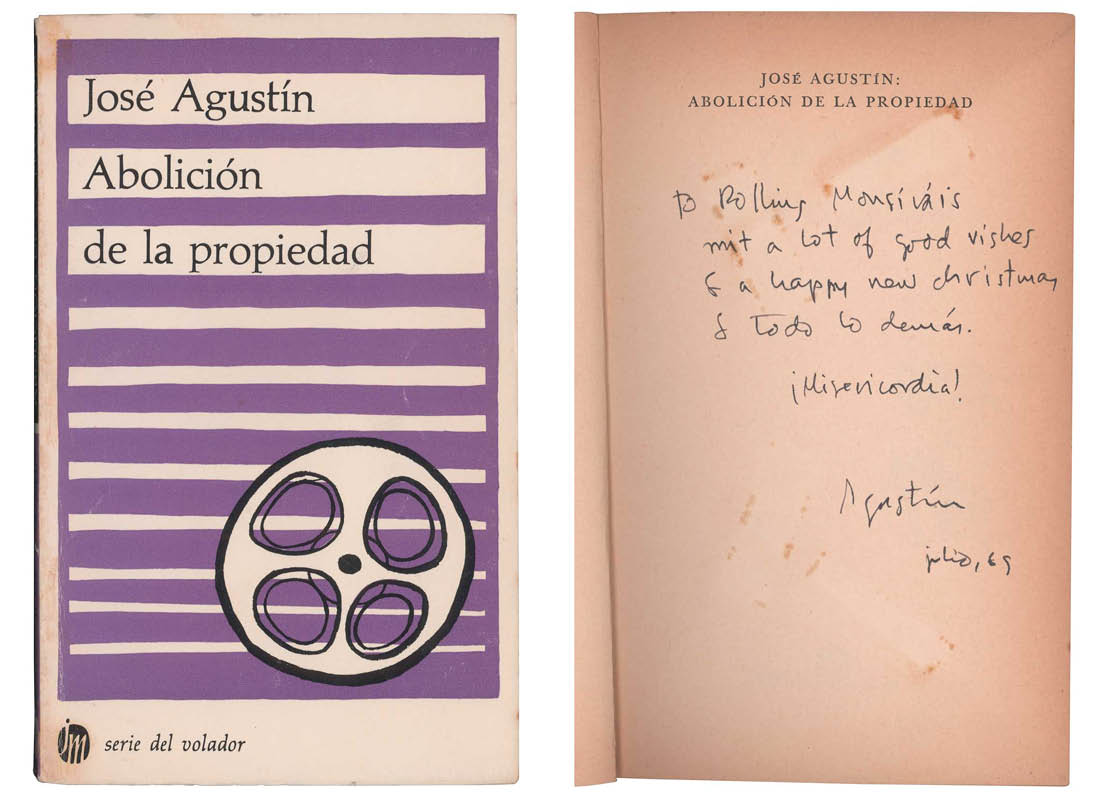 José Agustín
Abolición
de la propiedad
jm serie del volador
JOSÉ AGUSTÍN:
ABOLICIÓN DE LA PROPIEDAD
to Rolling Monsiváis
mit a lot of good vishes
& a happy new christmas
& todo lo demás.
¡Misericordia!
Agustín
julio, 69